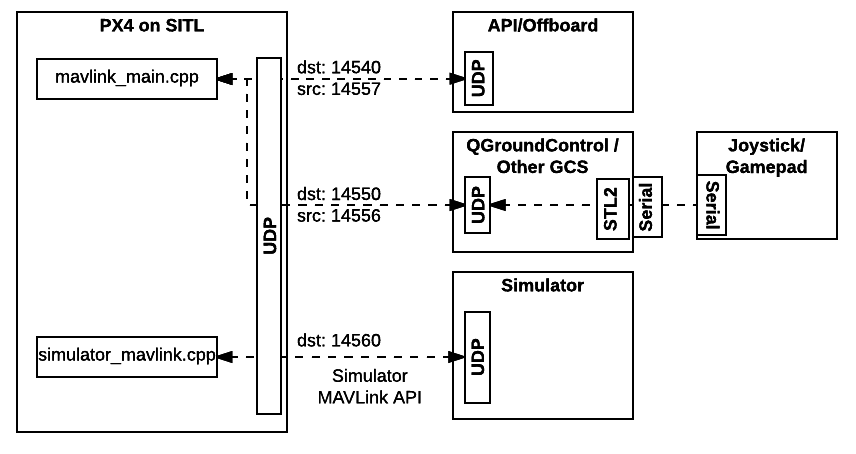 PX4 on SITL
mavlink_main.cpp
UDP
simulator_mavlink.cpp
dst: 14540
src: 14557
dst: 14550
src: 14556
dst: 14560
Simulator
MAVLink API
API/Offboard
UDP
QGroundControl /
Other GCS
UDP
STL2
Serial
Joystick/
Gamepad
Serial
Simulator
UDP